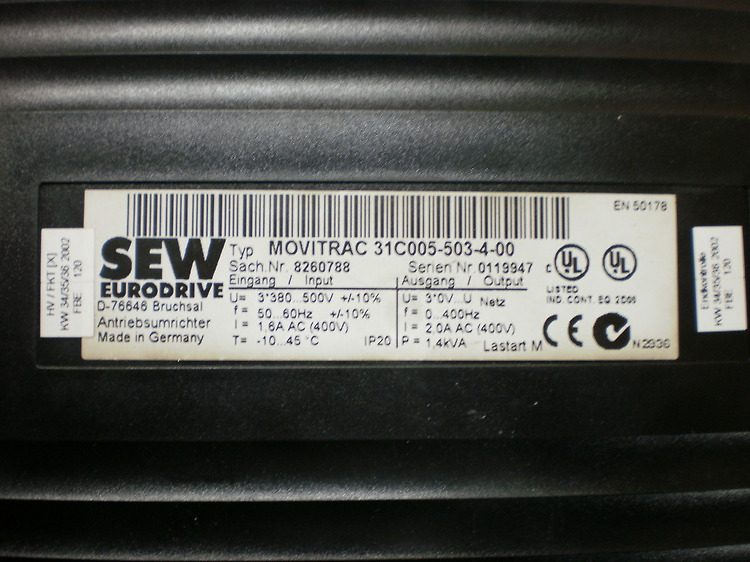 EN 50178
SEW
EURODRIVE
D-76646 Bruchsal
Antriebsumrichter
Made in Germany
Typ MOVITRAC 31C005-503-4-00
Sach.Nr. 8260788 Serien Nr. 0119947
Eingang / Input Ausgang / Output
U= 3*380...500V +/-10% U= 3*0V...U Netz
f= 50...60Hz +/-10% f= 0...400Hz
I = 1,6A AC (400V) I = 2.0A AC (400V)
T= -10...45 °C IP20 P = 1,4kVA Lastart M
C UL UL
LISTED
IND. CONT. EQ. 2D06
CE N2936
HV / FKT [X]
KW 34/35/36 2002
FBE 120
Endkontrolle
KW 34/35/36 2002
FBE 120